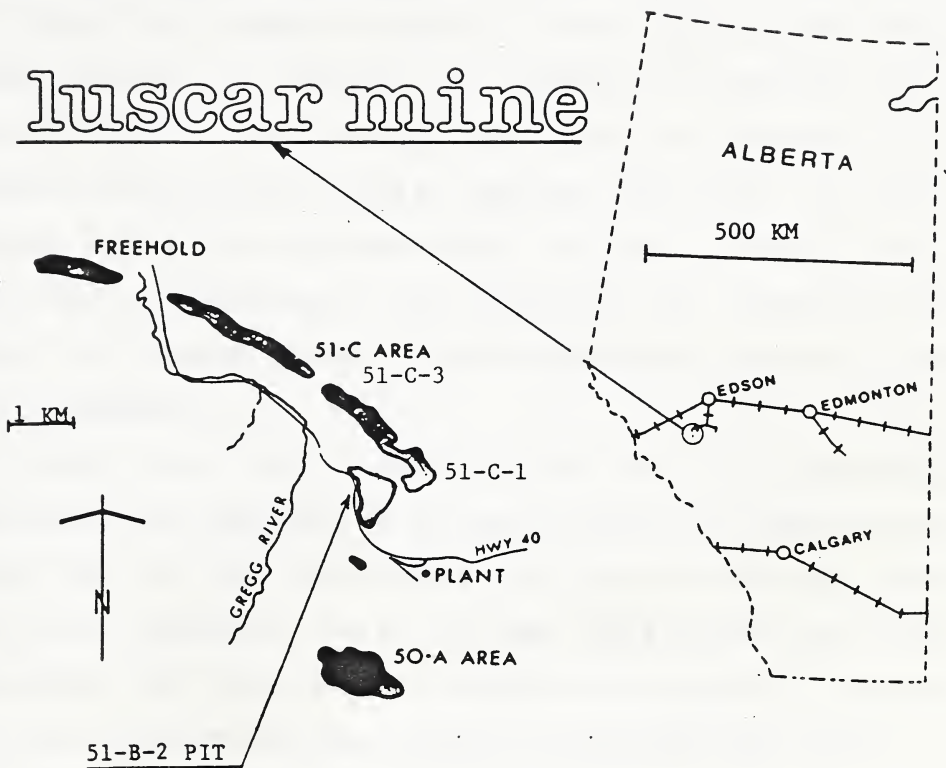 luscar mine
ALBERTA
500 KM
FREEHOLD
51·C AREA
51-C-3
1 KM
EDSON
EDMONTON
51-C-1
GREGG RIVER
HWY 40
CALGARY
PLANT
N
50·A AREA
51-B-2 PIT